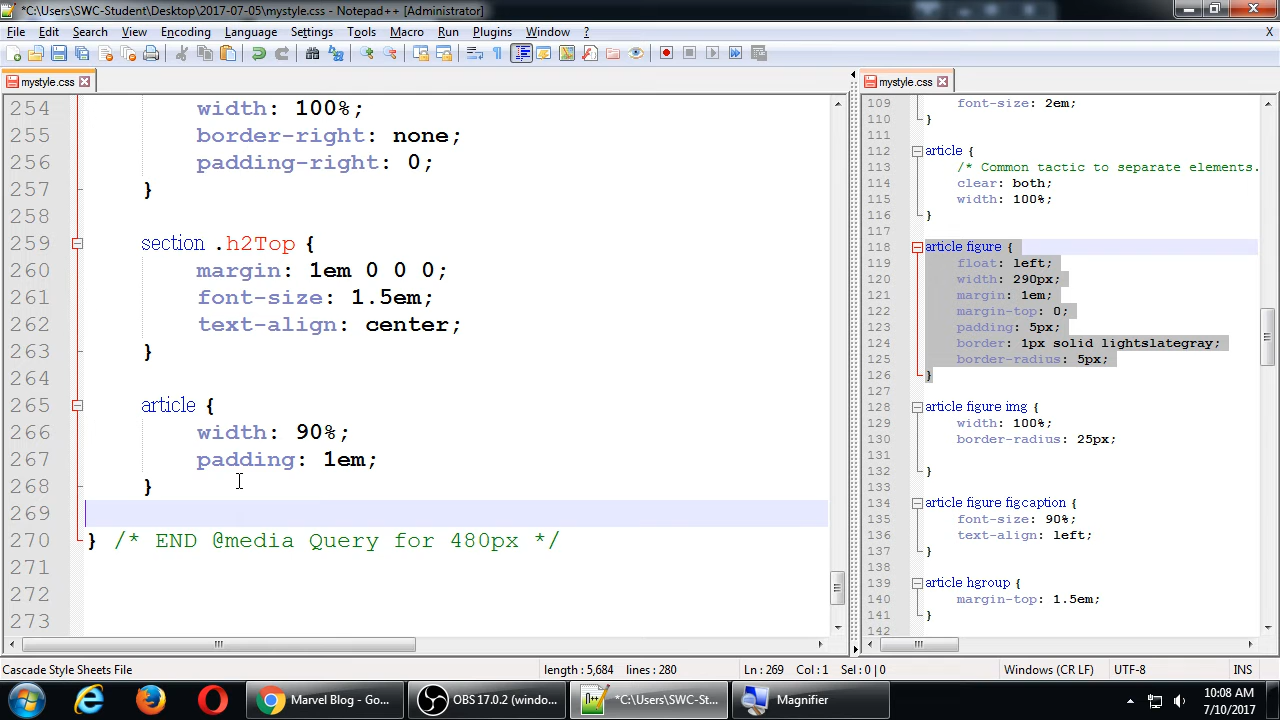 *C:\Users\SWC-Student\Desktop\2017-07-05\mystyle.css - Notepad++ [Administrator]
File Edit Search View Encoding Language Settings Tools Macro Run Plugins Window ? X
mystyle.css
254 width: 100%;
255 border-right: none;
256 padding-right: 0;
257 }
258
259 section .h2Top {
260 margin: 1em 0 0 0;
261 font-size: 1.5em;
262 text-align: center;
263 }
264
265 article {
266 width: 90%;
267 padding: 1em;
268 }
269
270 } /* END @media Query for 480px */
271
272
273
mystyle.css
109 font-size: 2em;
110 }
111
112 article {
113 /* Common tactic to separate elements.
114 clear: both;
115 width: 100%;
116 }
117
118 article figure {
119 float: left;
120 width: 290px;
121 margin: 1em;
122 margin-top: 0;
123 padding: 5px;
124 border: 1px solid lightslategray;
125 border-radius: 5px;
126 }
127
128 article figure img {
129 width: 100%;
130 border-radius: 25px;
131
132 }
133
134 article figure figcaption {
135 font-size: 90%;
136 text-align: left;
137 }
138
139 article hgroup {
140 margin-top: 1.5em;
141 }
142
Cascade Style Sheets File length : 5,684 lines : 280 Ln : 269 Col : 1 Sel : 0 | 0 Windows (CR LF) UTF-8 INS
Marvel Blog - Go... OBS 17.0.2 (windo... *C:\Users\SWC-St... Magnifier 10:08 AM
7/10/2017